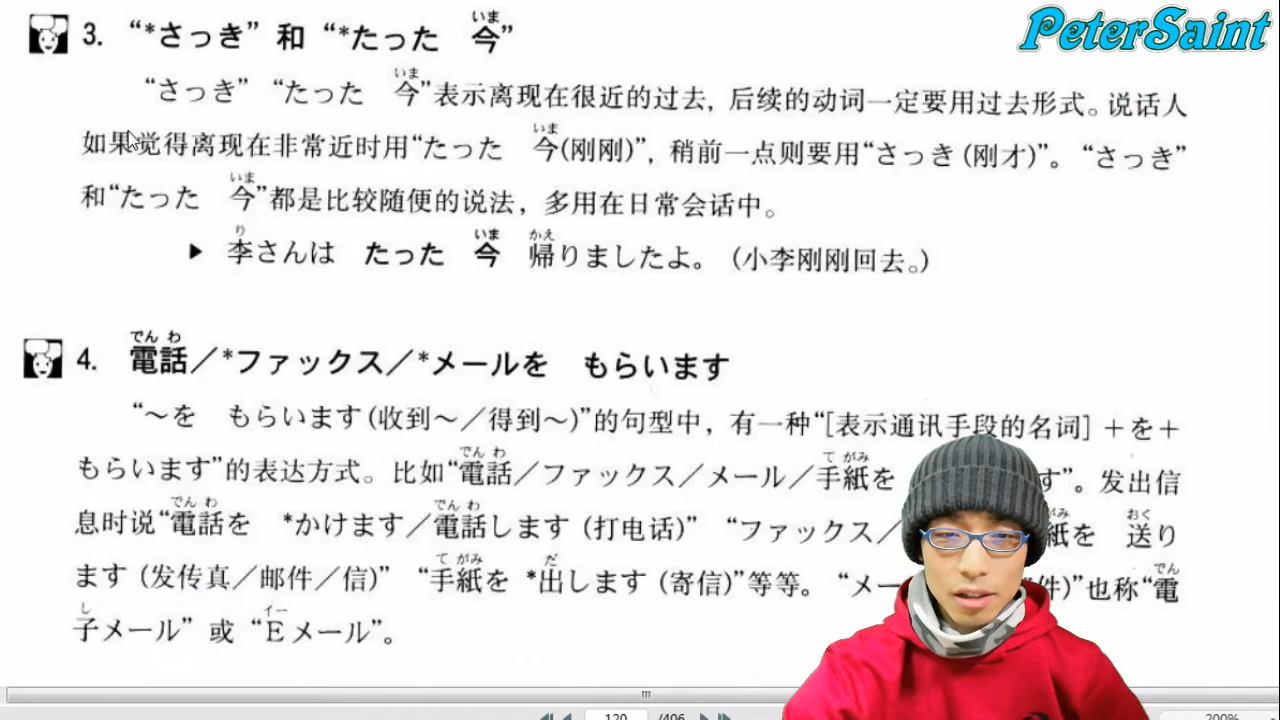 PeterSaint
3. “*さっき” 和 “*たった 今”
いま
“さっき” “たった 今”表示离现在很近的过去，后续的动词一定要用过去形式。说话人
いま
如果觉得离现在非常近时用“たった 今(刚刚)”，稍前一点则要用“さっき(刚才)”。“さっき”
いま
和“たった 今”都是比较随便的说法，多用在日常会话中。
いま
▶ 李さんは たった 今 帰りましたよ。(小李刚刚回去。)
り いま かえ
4. 電話／*ファックス／*メールを もらいます
でん わ
“～を もらいます(收到～／得到～)”的句型中，有一种“[表示通讯手段的名词]＋を＋
もらいます”的表达方式。比如“電話／ファックス／メール／手紙を す”。发出信
でん わ て がみ
息时说“電話を *かけます／電話します(打电话)” “ファックス／ 紙を 送り
でん わ でん わ がみ おく
ます(发传真／邮件／信)” “手紙を *出します(寄信)”等等。“メー 件)”也称“電
て がみ だ でん
子メール” 或 “Eメール”。
し イー
120 /406
200%